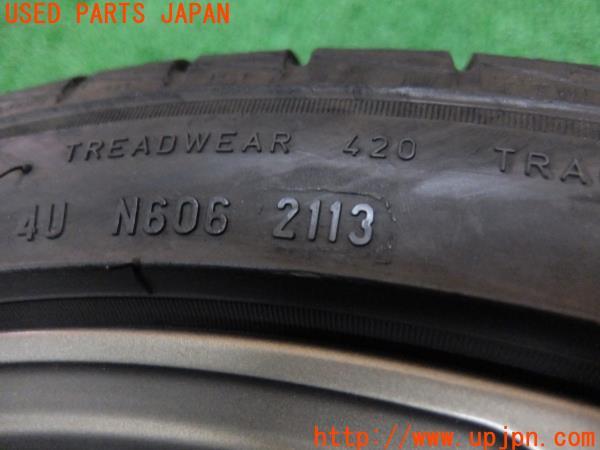 USED PARTS JAPAN
TREADWEAR 420 TRA
4U N606 2113
http://www.upjpn.com/